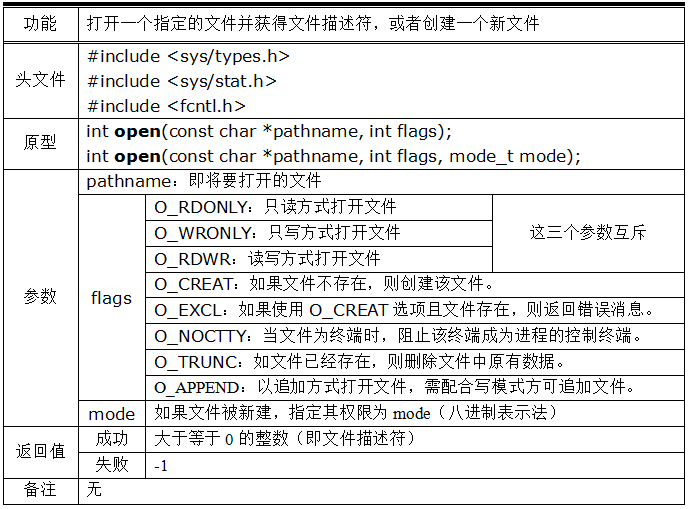 功能 打开一个指定的文件并获得文件描述符，或者创建一个新文件
头文件
#include <sys/types.h>
#include <sys/stat.h>
#include <fcntl.h>
原型
int open(const char *pathname, int flags);
int open(const char *pathname, int flags, mode_t mode);
参数
pathname：即将要打开的文件
flags
O_RDONLY：只读方式打开文件
O_WRONLY：只写方式打开文件
O_RDWR：读写方式打开文件
这三个参数互斥
O_CREAT：如果文件不存在，则创建该文件。
O_EXCL：如果使用 O_CREAT 选项且文件存在，则返回错误消息。
O_NOCTTY：当文件为终端时，阻止该终端成为进程的控制终端。
O_TRUNC：如文件已经存在，则删除文件中原有数据。
O_APPEND：以追加方式打开文件，需配合写模式方可追加文件。
mode 如果文件被新建，指定其权限为 mode（八进制表示法）
返回值
成功 大于等于 0 的整数（即文件描述符）
失败 -1
备注 无